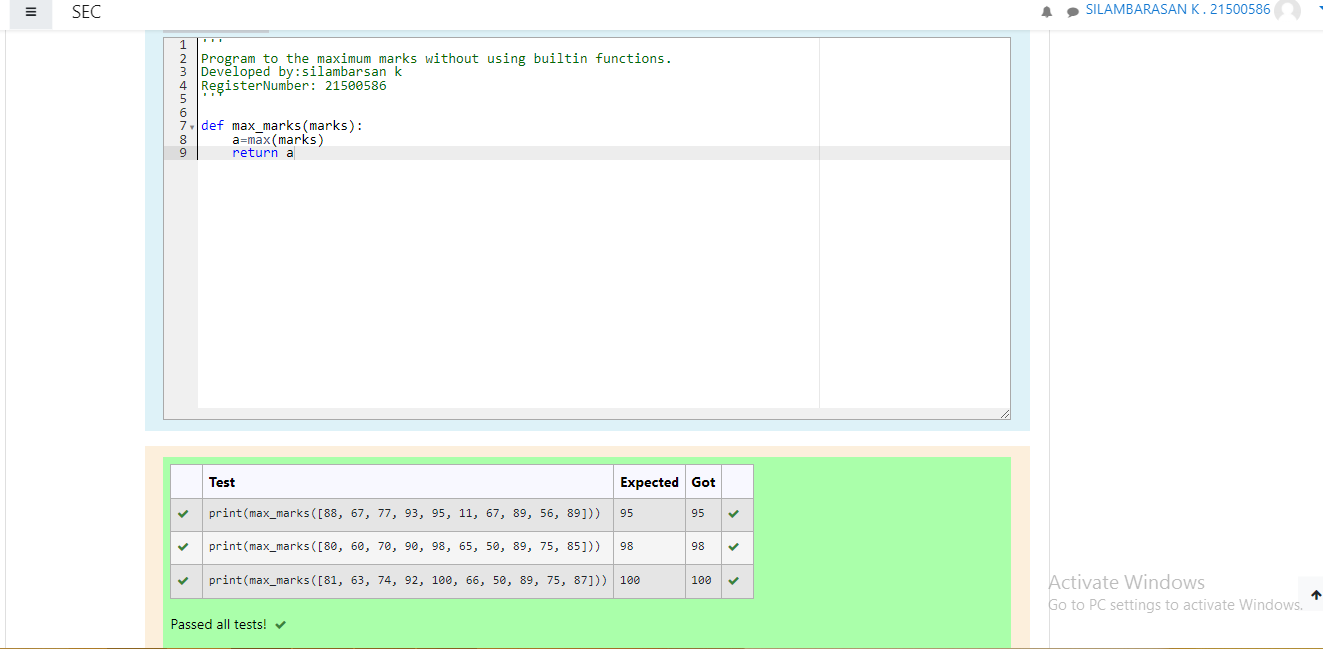 SEC
SILAMBARASAN K . 21500586
1 '''
2 Program to the maximum marks without using builtin functions.
3 Developed by:silambarsan k
4 RegisterNumber: 21500586
5 '''
6
7 def max_marks(marks):
8 a=max(marks)
9 return a
Test Expected Got
print(max_marks([88, 67, 77, 93, 95, 11, 67, 89, 56, 89])) 95 95
print(max_marks([80, 60, 70, 90, 98, 65, 50, 89, 75, 85])) 98 98
print(max_marks([81, 63, 74, 92, 100, 66, 50, 89, 75, 87])) 100 100
Passed all tests!
Activate Windows
Go to PC settings to activate Windows.